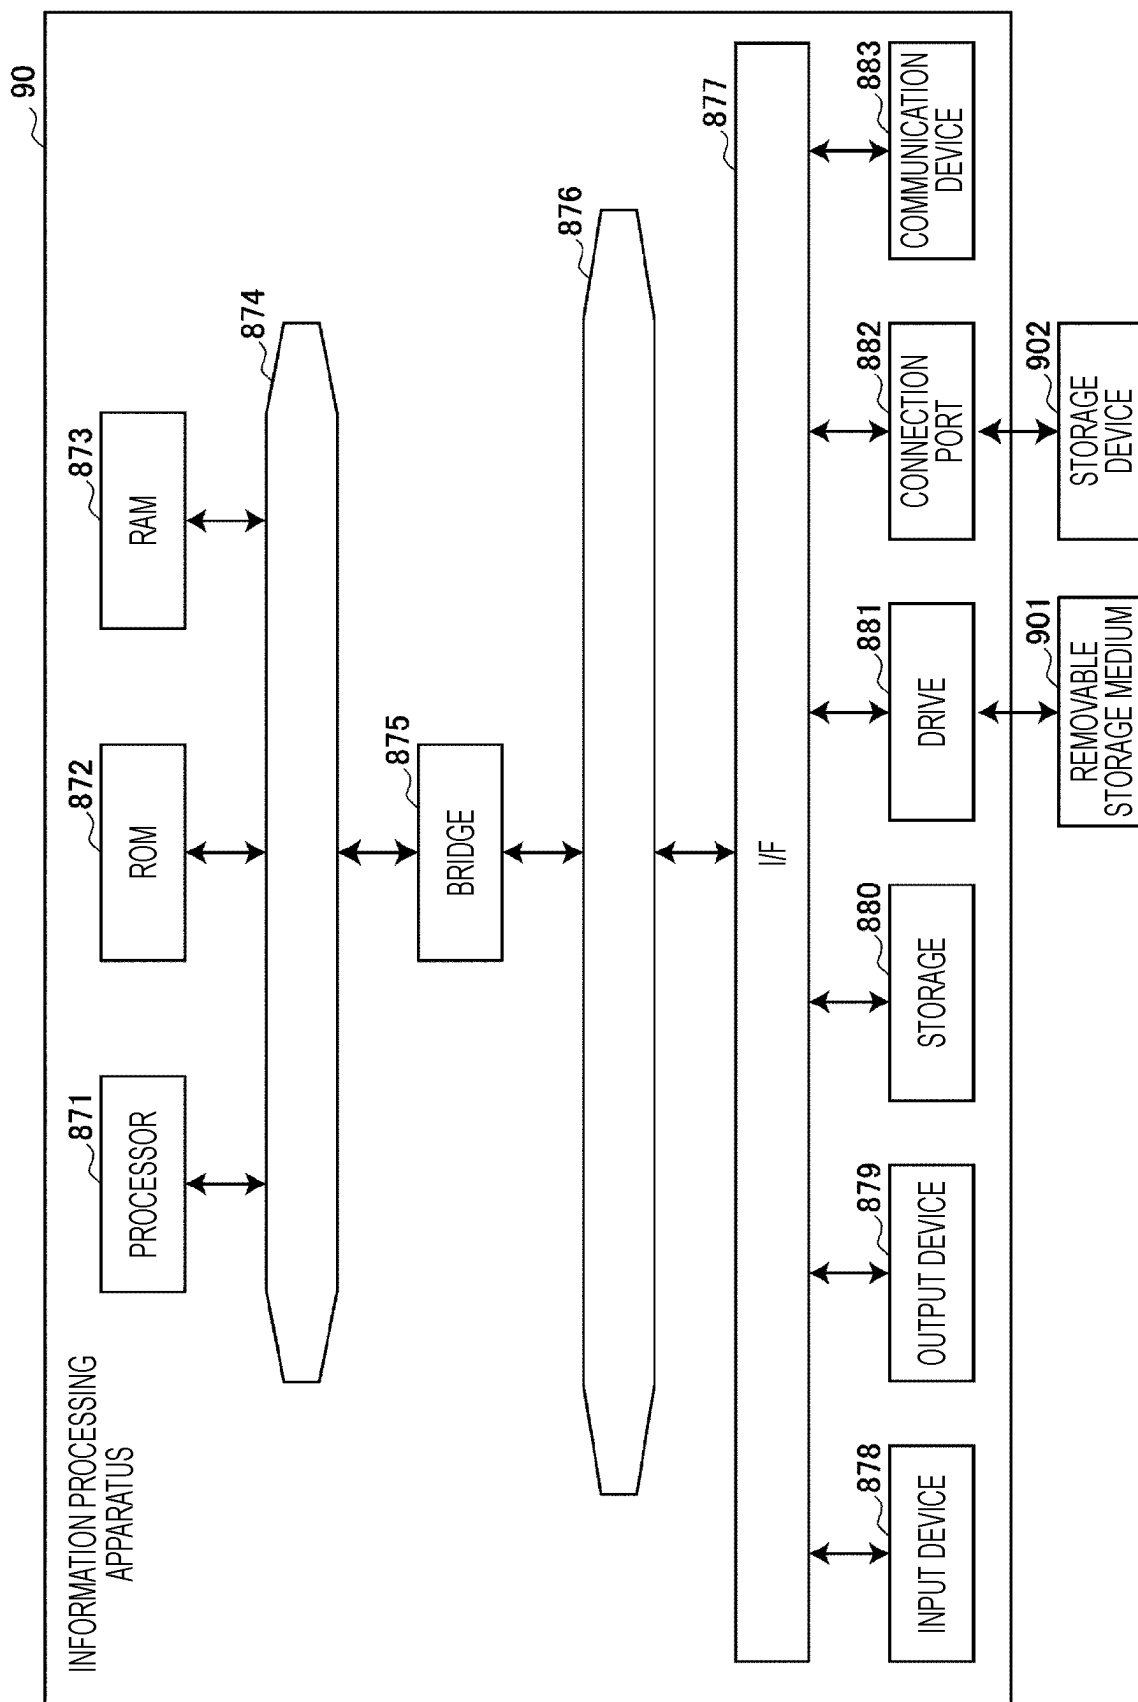 90
INFORMATION PROCESSING
APPARATUS
871
PROCESSOR
872
ROM
873
RAM
874
875
BRIDGE
876
877
I/F
878
INPUT DEVICE
879
OUTPUT DEVICE
880
STORAGE
881
DRIVE
882
CONNECTION
PORT
883
COMMUNICATION
DEVICE
901
REMOVABLE
STORAGE MEDIUM
902
STORAGE
DEVICE